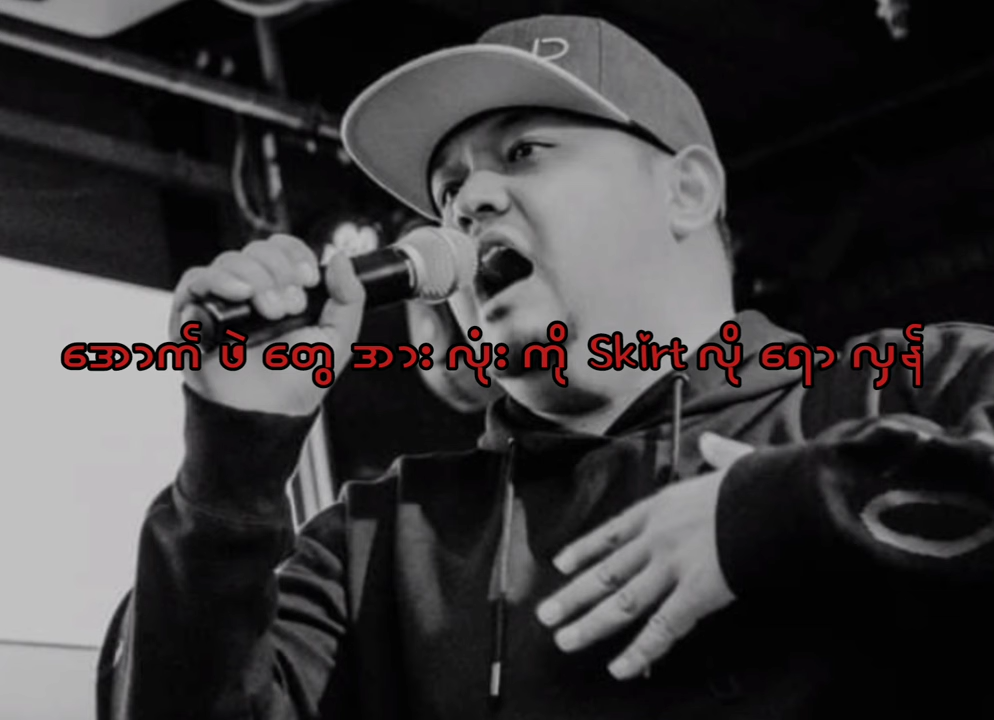 အောက် ဖဲ တွေ အား လုံး ကို Skirt လို ရော လှန်